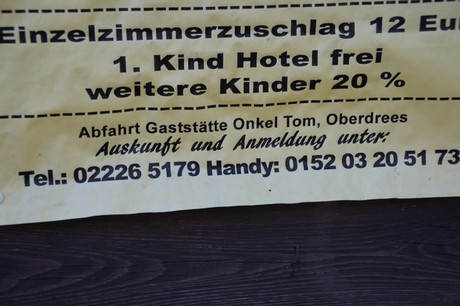 Einzelzimmerzuschlag 12 Eu
1. Kind Hotel frei
weitere Kinder 20 %
Abfahrt Gaststätte Onkel Tom, Oberdrees
Auskunft und Anmeldung unter:
Tel.: 02226 5179 Handy: 0152 03 20 51 73